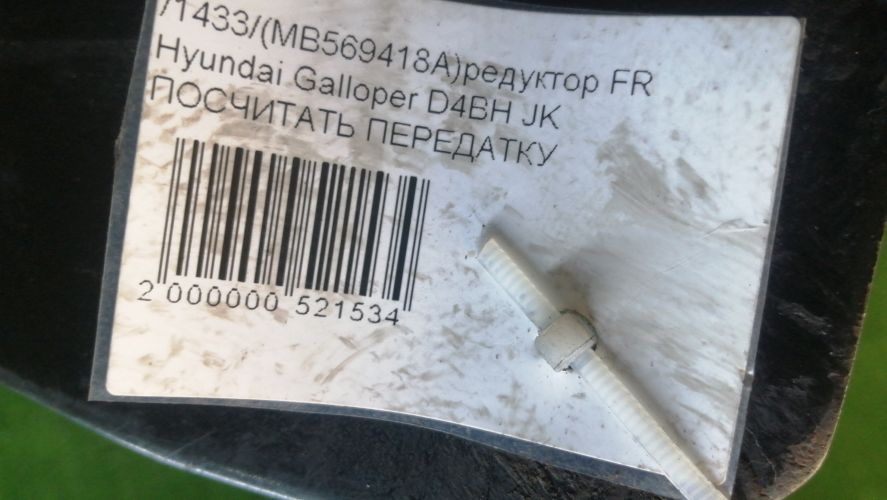 /1433/(MB569418A)редуктор FR
Hyundai Galloper D4BH JK
ПОСЧИТАТЬ ПЕРЕДАТКУ
2 000000 521534